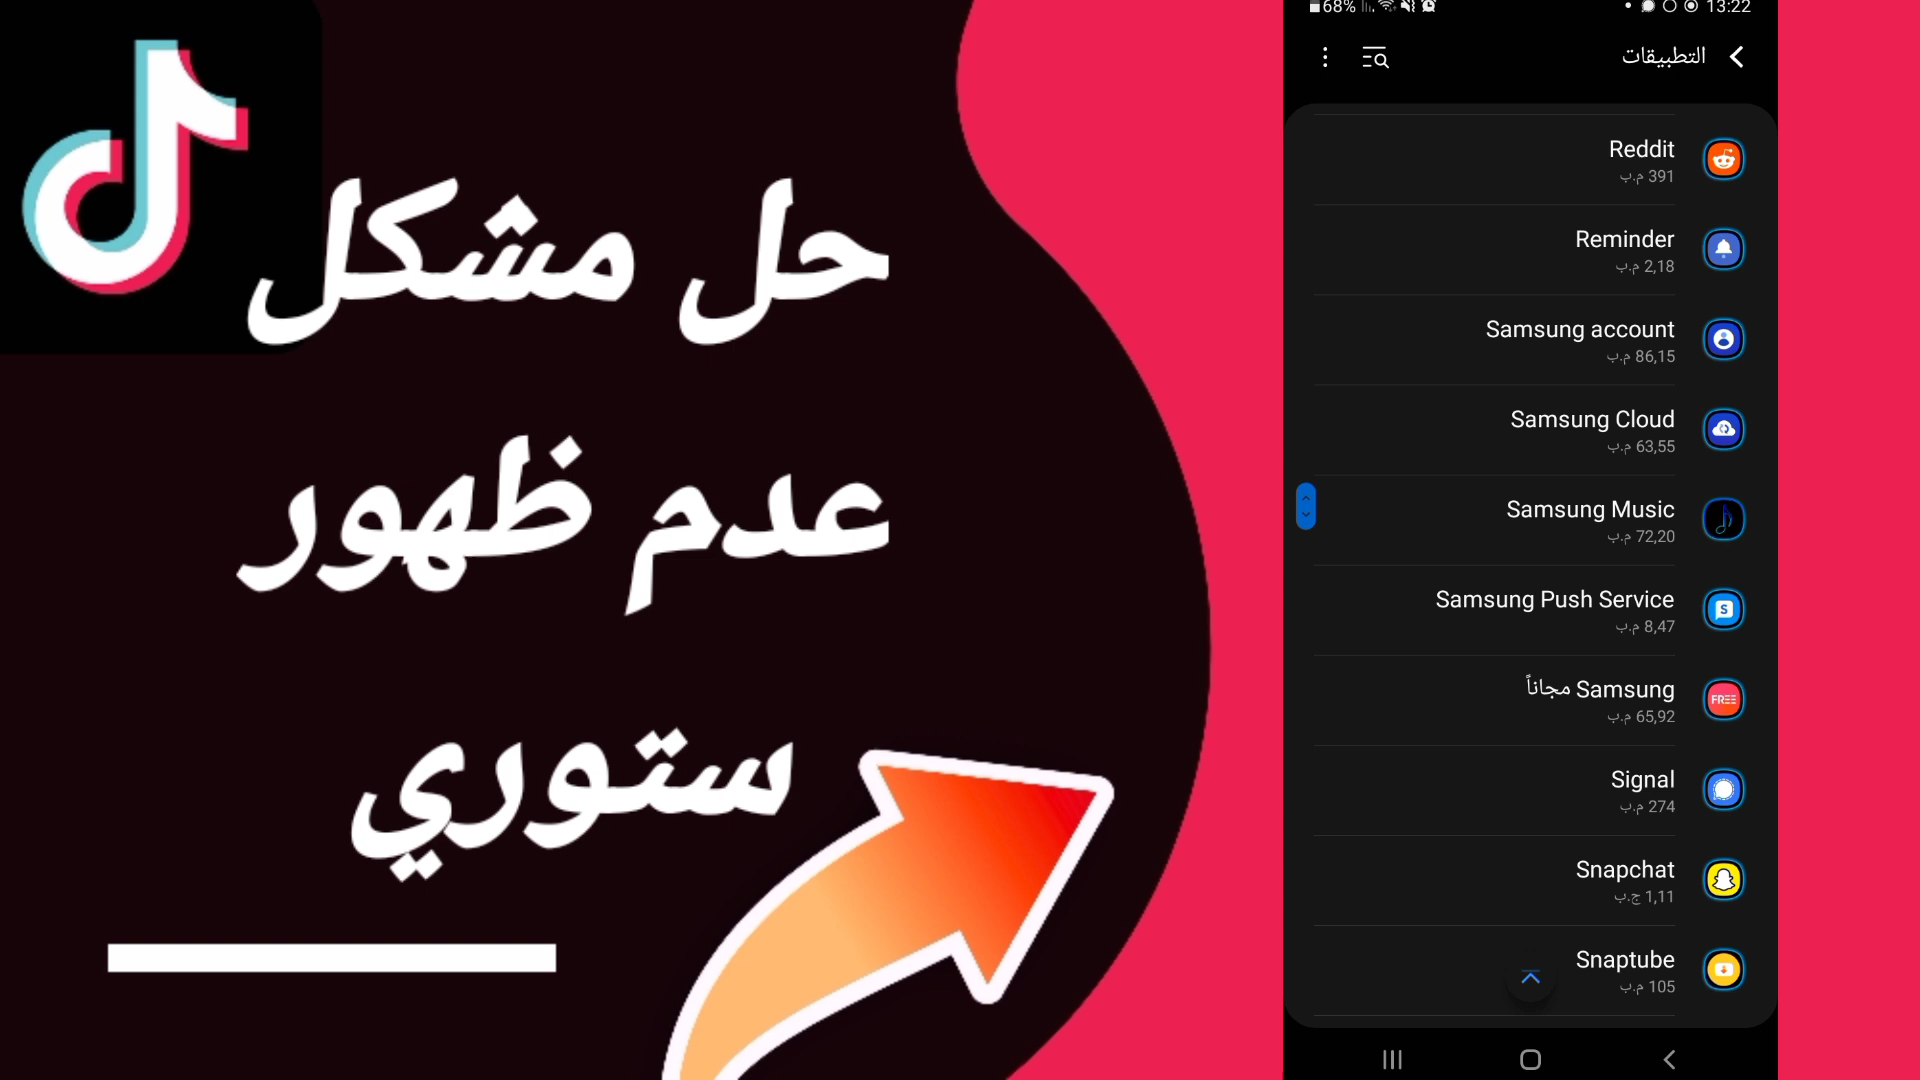 حل مشكل
عدم ظهور
ستوري
68%
13:22
التطبيقات
Reddit
391 م.ب
Reminder
2,18 م.ب
Samsung account
86,15 م.ب
Samsung Cloud
63,55 م.ب
Samsung Music
72,20 م.ب
Samsung Push Service
8,47 م.ب
Samsung مجاناً
65,92 م.ب
FREE
Signal
274 م.ب
Snapchat
1,11 ج.ب
Snaptube
105 م.ب